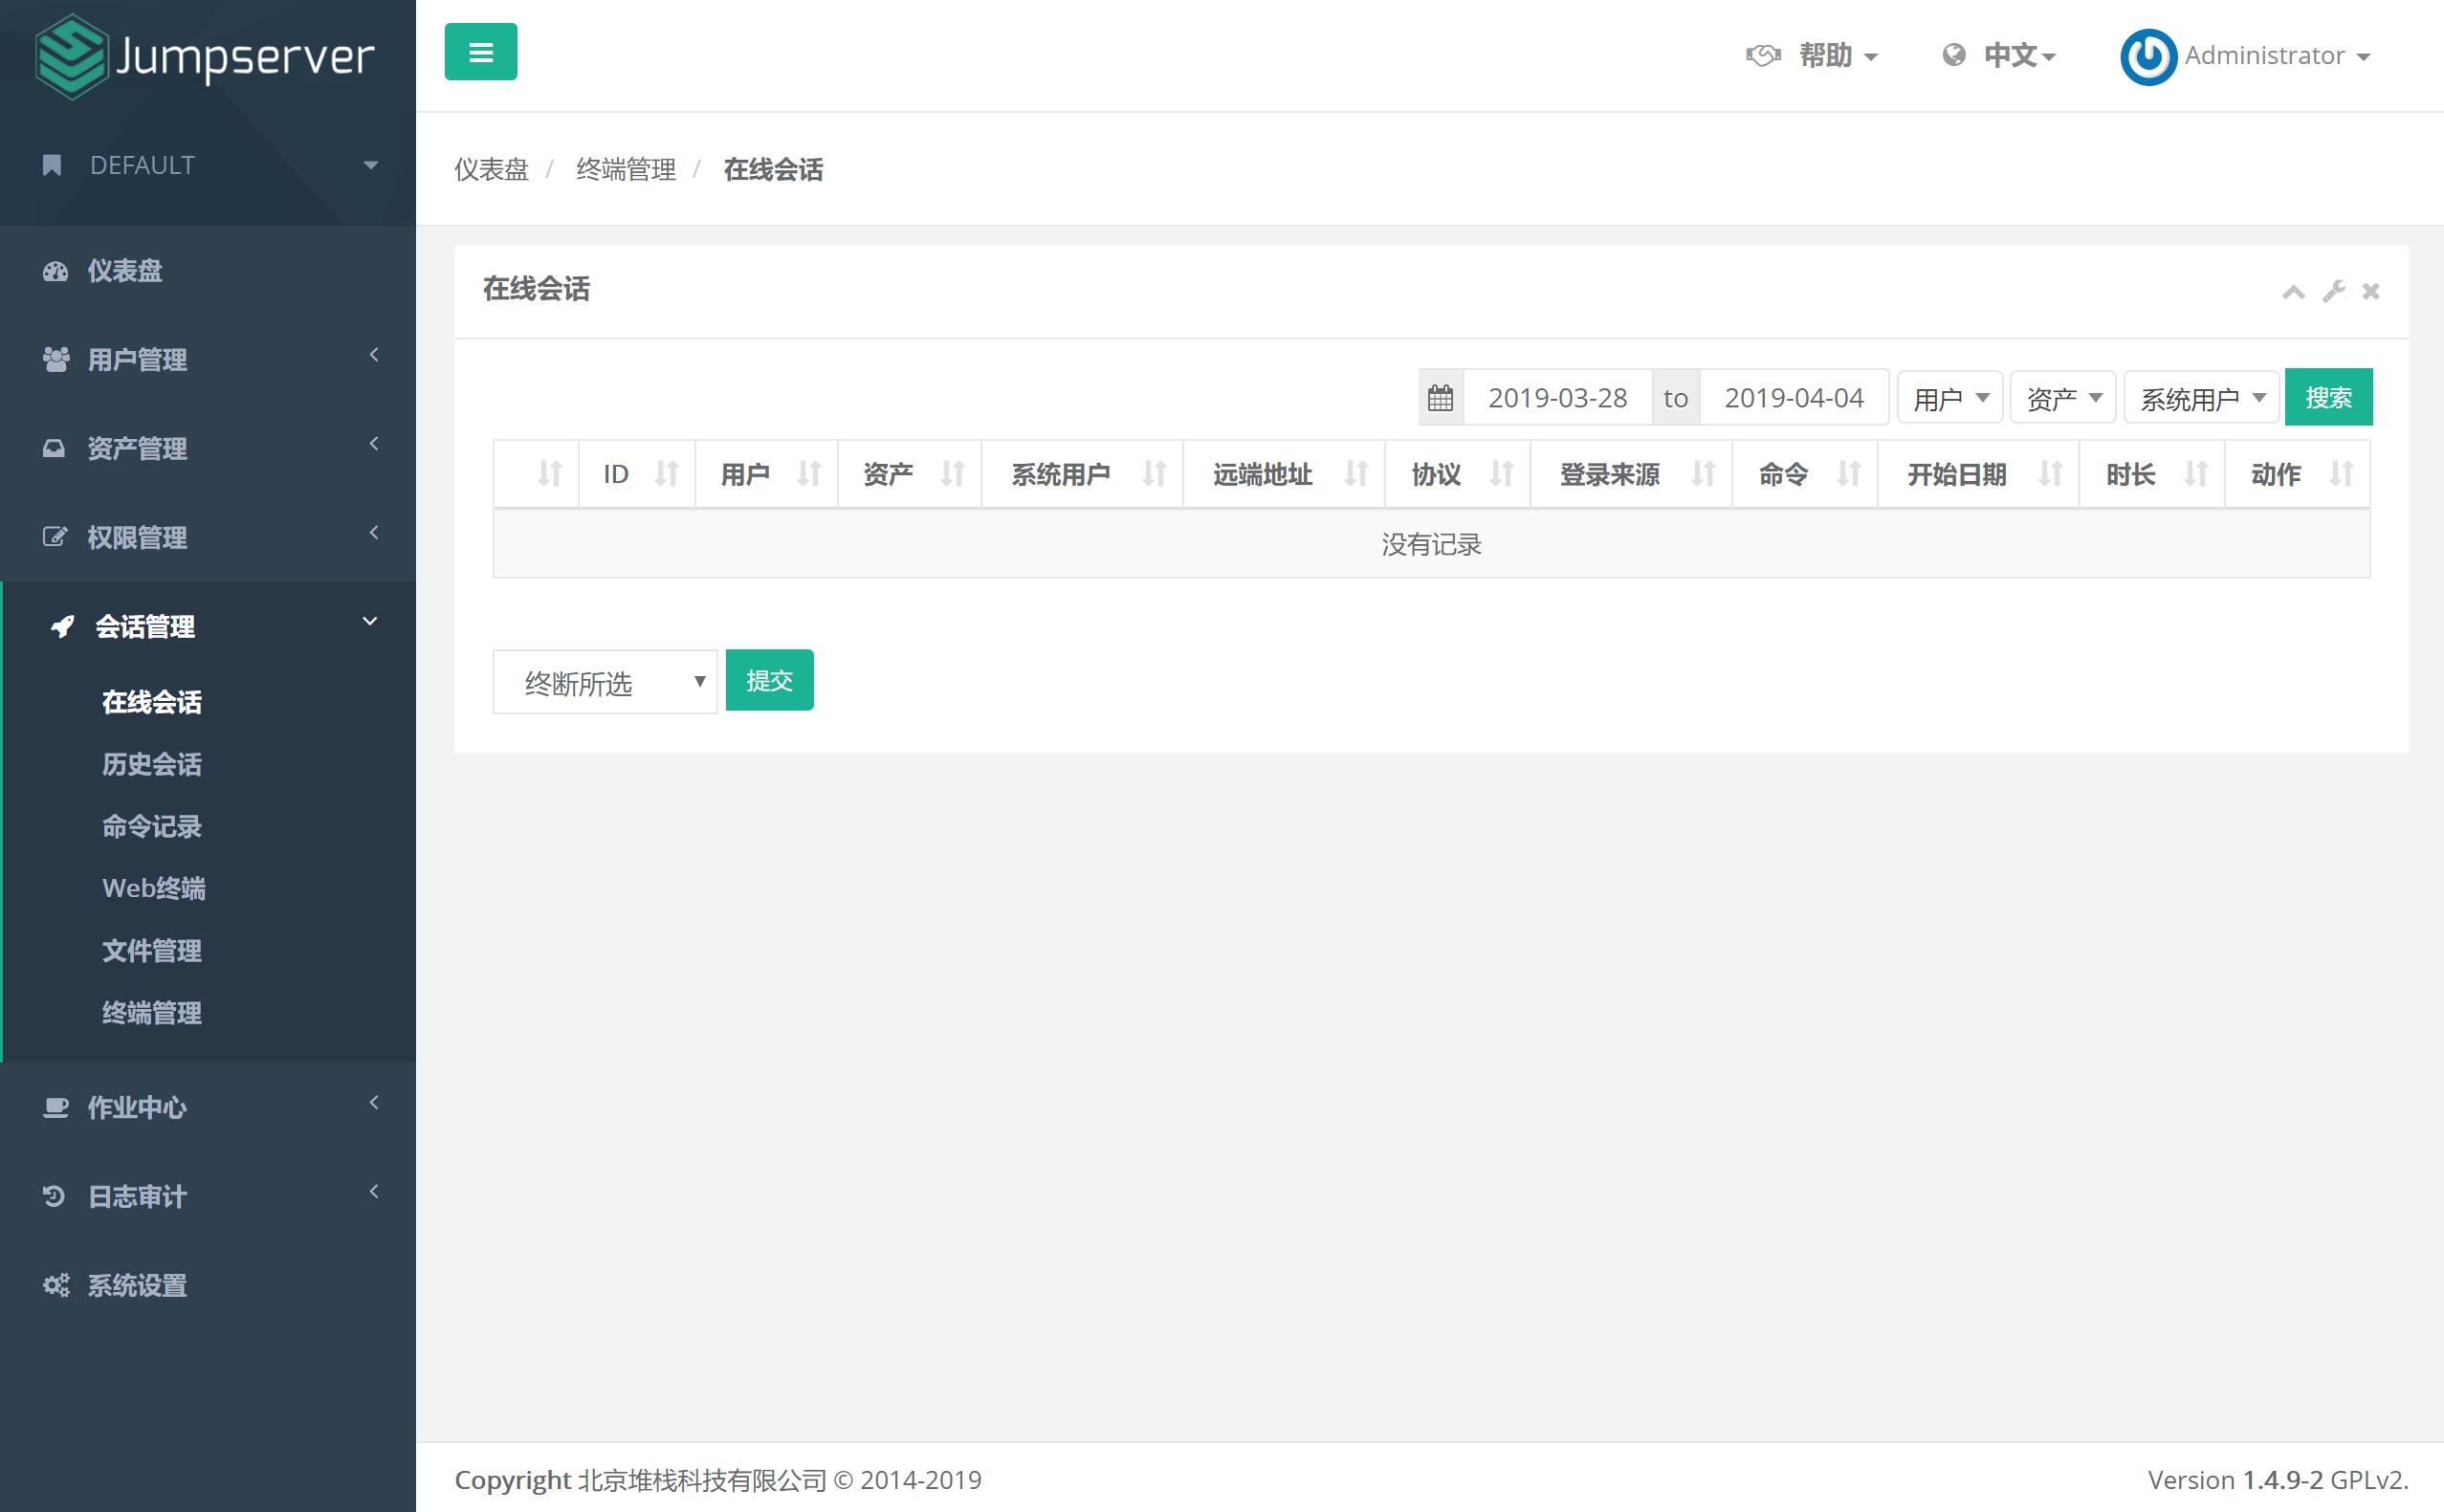 Jumpserver
帮助
中文
Administrator
DEFAULT
仪表盘 / 终端管理 / 在线会话
仪表盘
用户管理
资产管理
权限管理
会话管理
在线会话
历史会话
命令记录
Web终端
文件管理
终端管理
作业中心
日志审计
系统设置
在线会话
2019-03-28 to 2019-04-04 用户 资产 系统用户 搜索
ID 用户 资产 系统用户 远端地址 协议 登录来源 命令 开始日期 时长 动作
没有记录
终断所选 提交
Copyright 北京堆栈科技有限公司 © 2014-2019
Version 1.4.9-2 GPLv2.